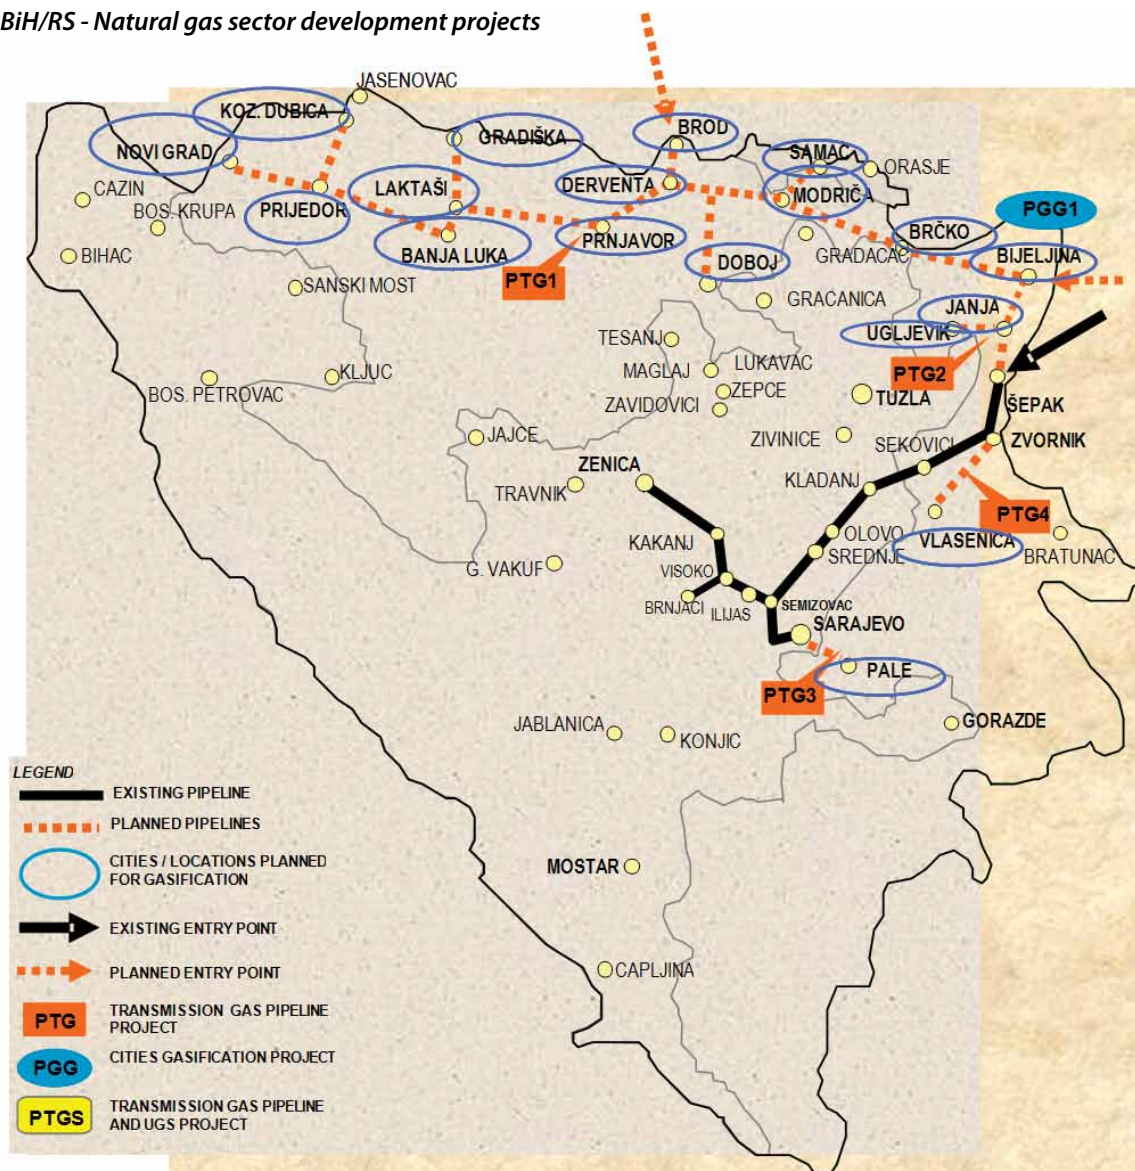 BiH/RS - Natural gas sector development projects
JASENOVAC
KOZ. DUBICA
GRADIŠKA
BROD
NOVI GRAD
SAMAC
ORASJE
CAZIN
LAKTAŠI
DERVENTA
MODRIČA
BOS. KRUPA
PRIJEDOR
PGG1
BRČKO
PRNJAVOR
BIHAC
BANJA LUKA
DOBOJ
GRADACAC
BIJELJINA
PTG1
SANSKI MOST
GRACANICA
JANJA
UGLJEVIK
TESANJ
MAGLAJ
LUKAVAC
PTG2
KLJUC
BOS. PETROVAC
ZEPCE
ZAVIDOVICI
TUZLA
ŠEPAK
JAJCE
ZIVINICE
SEKOVICI
ZVORNIK
ZENICA
TRAVNIK
KLADANJ
PTG4
KAKANJ
OLOVO
VLASENICA
SREDNJE
BRATUNAC
G. VAKUF
VISOKO
BRNJACI
ILIJAS
SEMIZOVAC
SARAJEVO
PALE
PTG3
JABLANICA
KONJIC
GORAZDE
MOSTAR
CAPLJINA
LEGEND
EXISTING PIPELINE
PLANNED PIPELINES
CITIES / LOCATIONS PLANNED
FOR GASIFICATION
EXISTING ENTRY POINT
PLANNED ENTRY POINT
PTG
TRANSMISSION GAS PIPELINE
PROJECT
PGG
CITIES GASIFICATION PROJECT
PTGS
TRANSMISSION GAS PIPELINE
AND UGS PROJECT